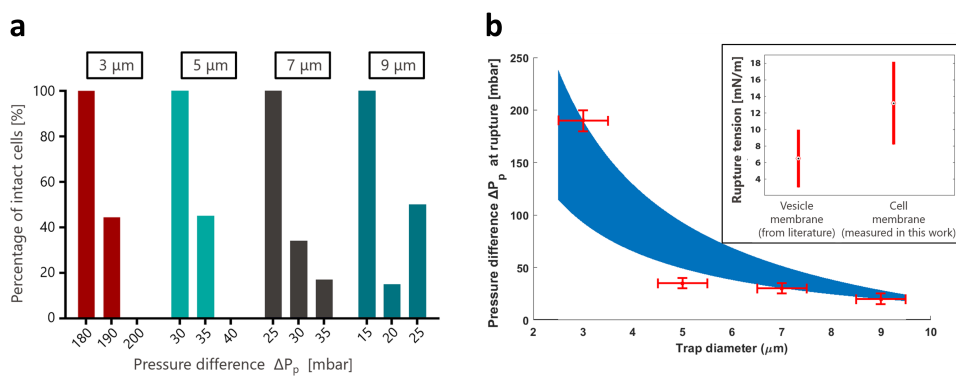 a
3 μm 5 μm 7 μm 9 μm
Percentage of intact cells [%]
100
80
60
40
20
0
180 190 200 30 35 40 25 30 35 15 20 25
Pressure difference ΔPp [mbar]
b
Pressure difference ΔPp at rupture [mbar]
250
200
150
100
50
0
2 3 4 5 6 7 8 9 10
Trap diameter (μm)
Rupture tension [mN/m]
18
16
14
12
10
8
6
4
Vesicle
membrane
(from literature)
Cell
membrane
(measured in this work)